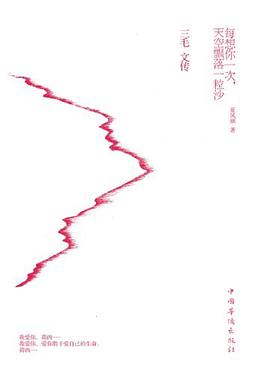 每想你一次，
天空飘落一粒沙
三毛 文传
夏风颜 著
中国华侨出版社
我爱你，荷西——
我爱你，爱你胜于爱自己的生命，
荷西——